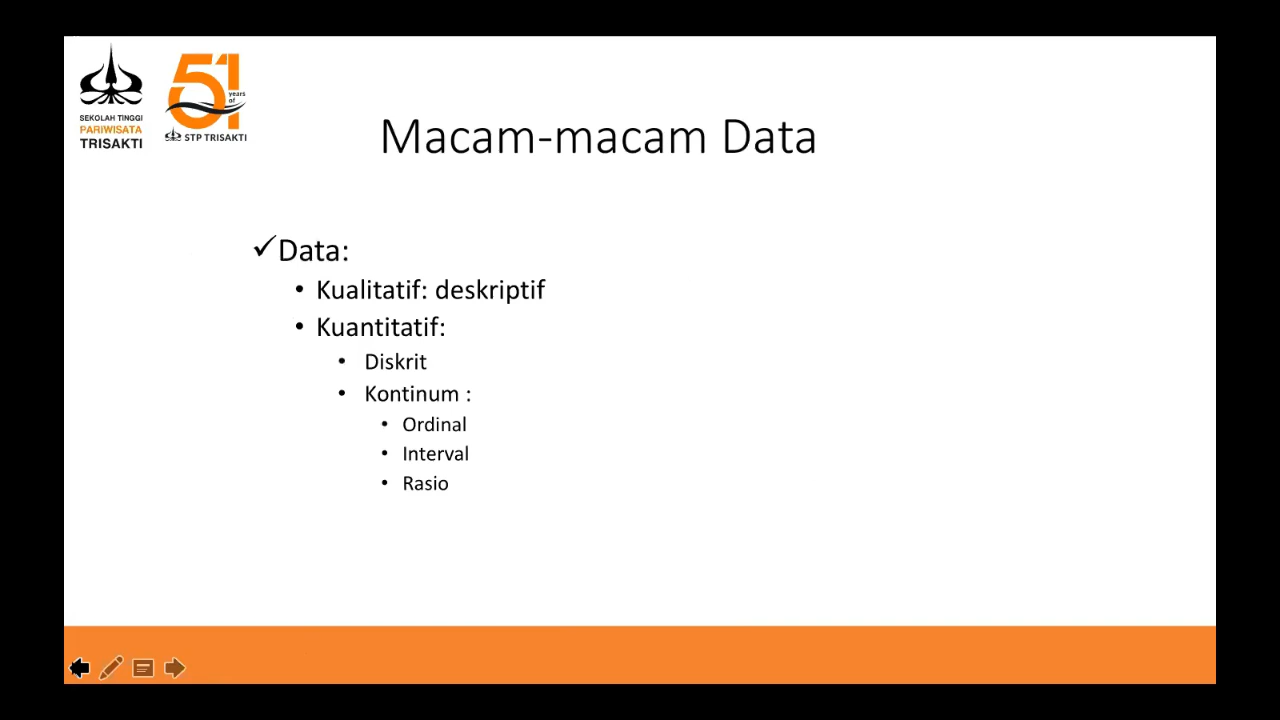 SEKOLAH TINGGI
PARIWISATA
TRISAKTI
51
years
of
STP TRISAKTI
Macam-macam Data
✓Data:
• Kualitatif: deskriptif
• Kuantitatif:
• Diskrit
• Kontinum :
• Ordinal
• Interval
• Rasio